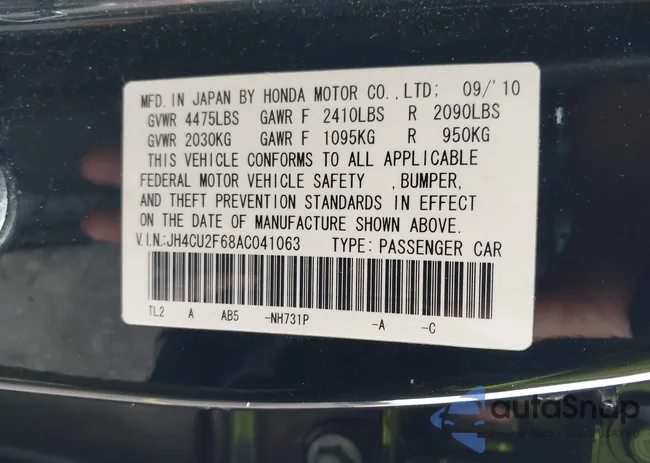 MFD. IN JAPAN BY HONDA MOTOR CO., LTD; 09/'10
GVWR 4475LBS GAWR F 2410LBS R 2090LBS
GVWR 2030KG GAWR F 1095KG R 950KG
THIS VEHICLE CONFORMS TO ALL APPLICABLE
FEDERAL MOTOR VEHICLE SAFETY ,BUMPER,
AND THEFT PREVENTION STANDARDS IN EFFECT
ON THE DATE OF MANUFACTURE SHOWN ABOVE.
V.I.N.:JH4CU2F68AC041063 TYPE: PASSENGER CAR
TL2 A AB5 -NH731P -A -C
autoSnap